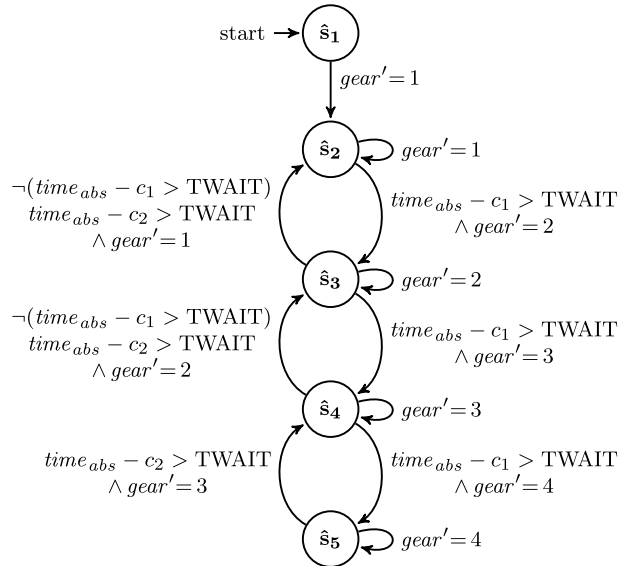 start
ŝ₁
gear′ = 1
ŝ₂
gear′ = 1
¬(time_abs − c₁ > TWAIT)
time_abs − c₂ > TWAIT
∧ gear′ = 1
time_abs − c₁ > TWAIT
∧ gear′ = 2
ŝ₃
gear′ = 2
¬(time_abs − c₁ > TWAIT)
time_abs − c₂ > TWAIT
∧ gear′ = 2
time_abs − c₁ > TWAIT
∧ gear′ = 3
ŝ₄
gear′ = 3
time_abs − c₂ > TWAIT
∧ gear′ = 3
time_abs − c₁ > TWAIT
∧ gear′ = 4
ŝ₅
gear′ = 4